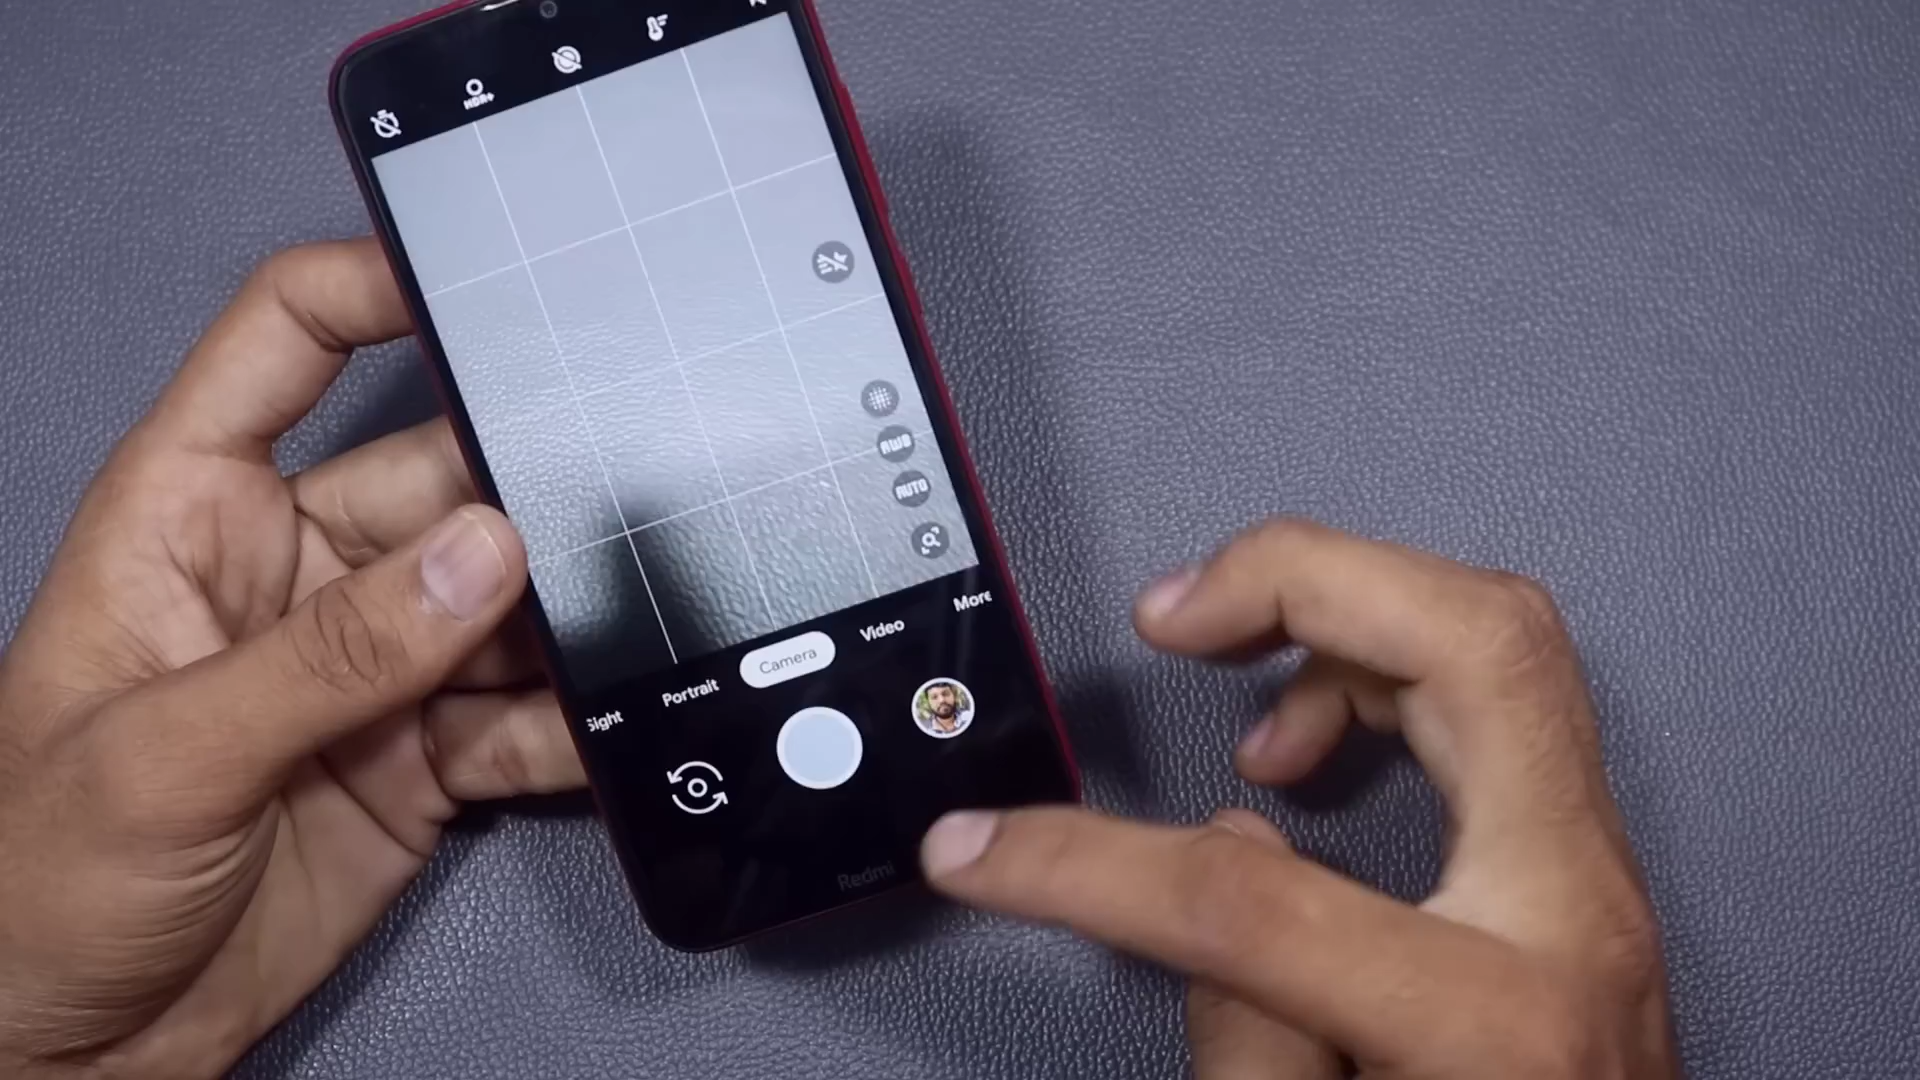 HDR+
AWB
AUTO
More
Video
Camera
Portrait
Sight
Redmi